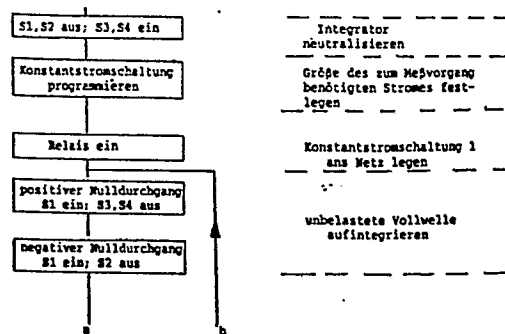 S1,S2 aus; S3,S4 ein
Integrator
neutralisieren
Konstantstromschaltung
programmieren
Größe des zum Meßvorgang
benötigten Stromes fest-
legen
Relais ein
Konstantstromschaltung 1
ans Netz legen
positiver Nulldurchgang
S1 ein; S3,S4 aus
unbelastete Vollwelle
aufintegrieren
negativer Nulldurchgang
S1 ein; S2 aus